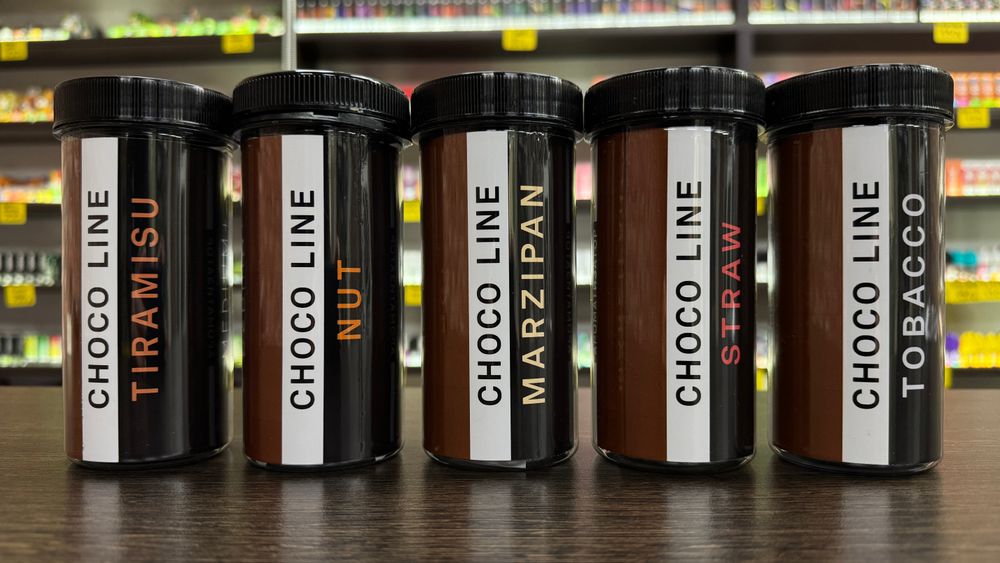 CHOCO LINE
TIRAMISU
CHOCO LINE
NUT
CHOCO LINE
MARZIPAN
CHOCO LINE
STRAW
CHOCO LINE
TOBACCO